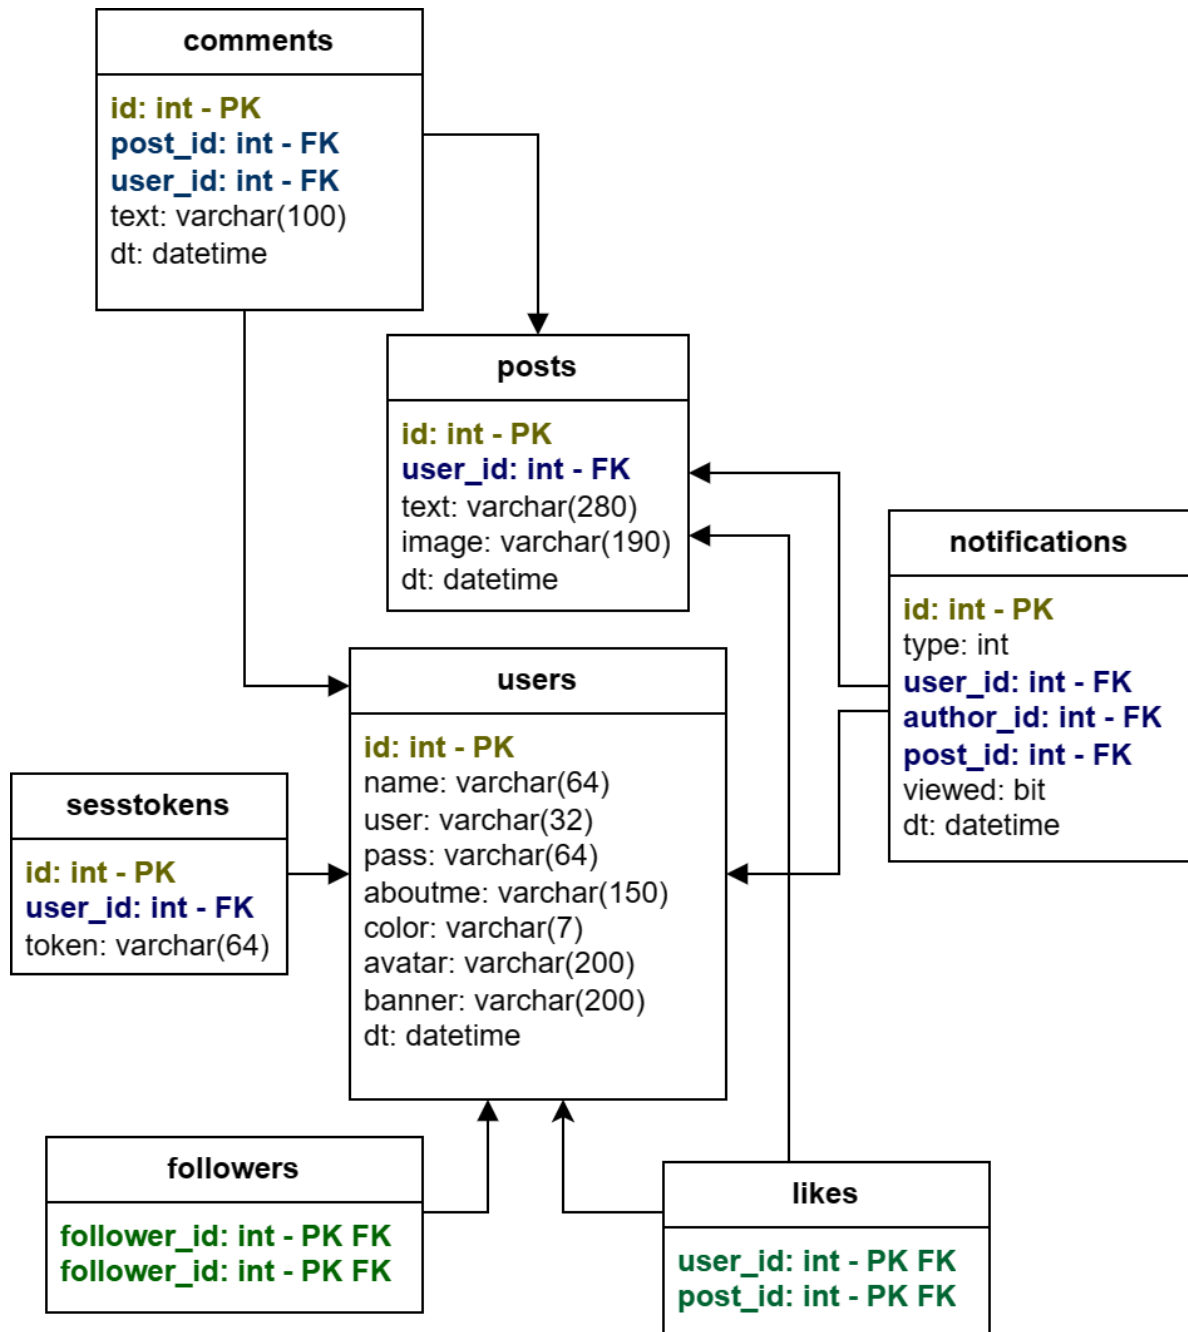 comments
id: int - PK
post_id: int - FK
user_id: int - FK
text: varchar(100)
dt: datetime
posts
id: int - PK
user_id: int - FK
text: varchar(280)
image: varchar(190)
dt: datetime
notifications
id: int - PK
type: int
user_id: int - FK
author_id: int - FK
post_id: int - FK
viewed: bit
dt: datetime
users
id: int - PK
name: varchar(64)
user: varchar(32)
pass: varchar(64)
aboutme: varchar(150)
color: varchar(7)
avatar: varchar(200)
banner: varchar(200)
dt: datetime
sesstokens
id: int - PK
user_id: int - FK
token: varchar(64)
followers
follower_id: int - PK FK
follower_id: int - PK FK
likes
user_id: int - PK FK
post_id: int - PK FK